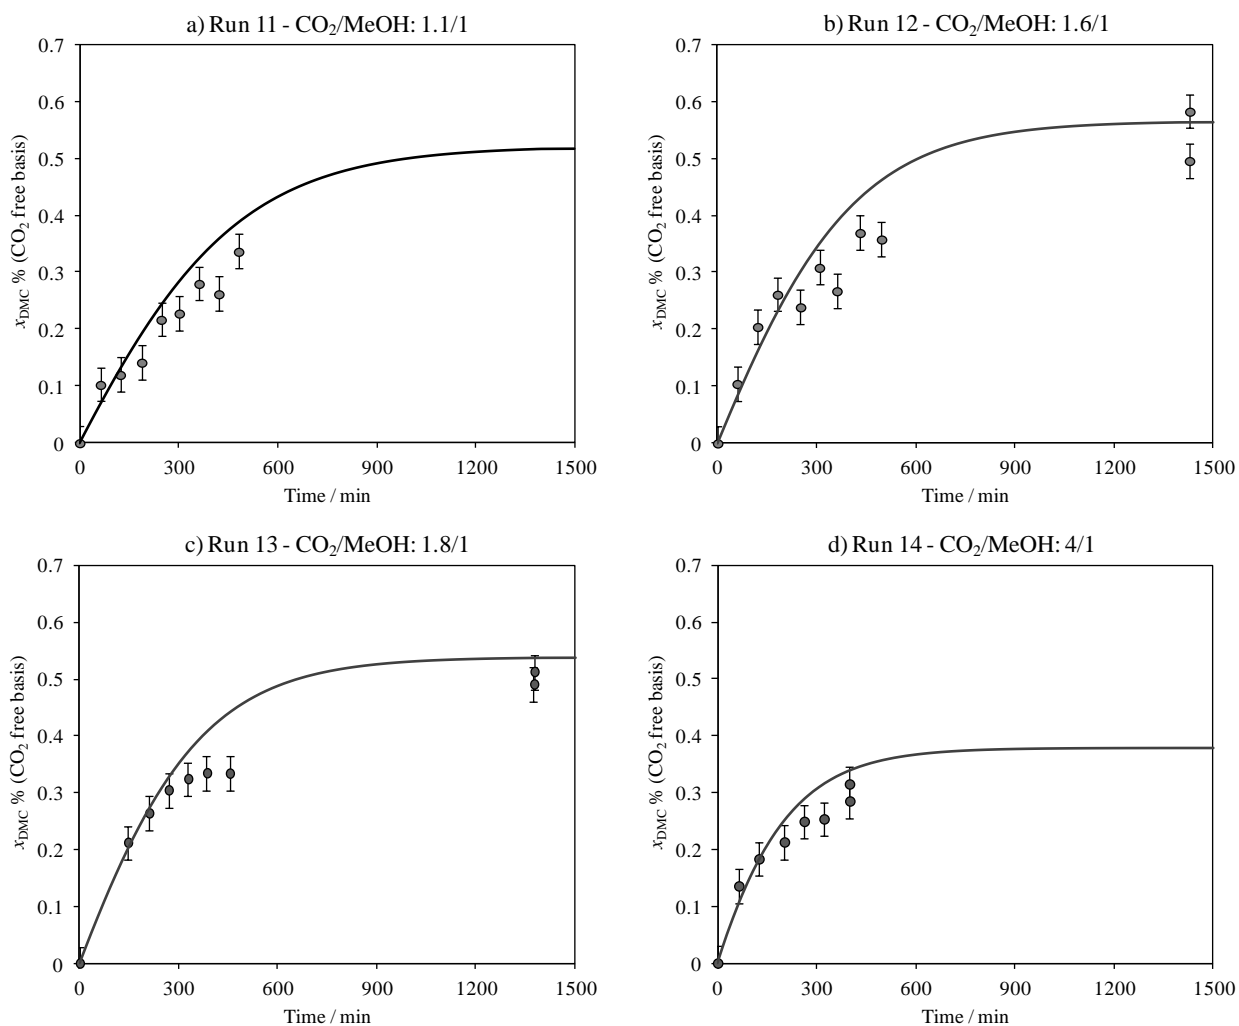 a) Run 11 - CO₂/MeOH: 1.1/1
0.7
0.6
0.5
0.4
0.3
0.2
0.1
0
x_DMC % (CO₂ free basis)
0 300 600 900 1200 1500
Time / min
b) Run 12 - CO₂/MeOH: 1.6/1
0.7
0.6
0.5
0.4
0.3
0.2
0.1
0
x_DMC % (CO₂ free basis)
0 300 600 900 1200 1500
Time / min
c) Run 13 - CO₂/MeOH: 1.8/1
0.7
0.6
0.5
0.4
0.3
0.2
0.1
0
x_DMC % (CO₂ free basis)
0 300 600 900 1200 1500
Time / min
d) Run 14 - CO₂/MeOH: 4/1
0.7
0.6
0.5
0.4
0.3
0.2
0.1
0
x_DMC % (CO₂ free basis)
0 300 600 900 1200 1500
Time / min